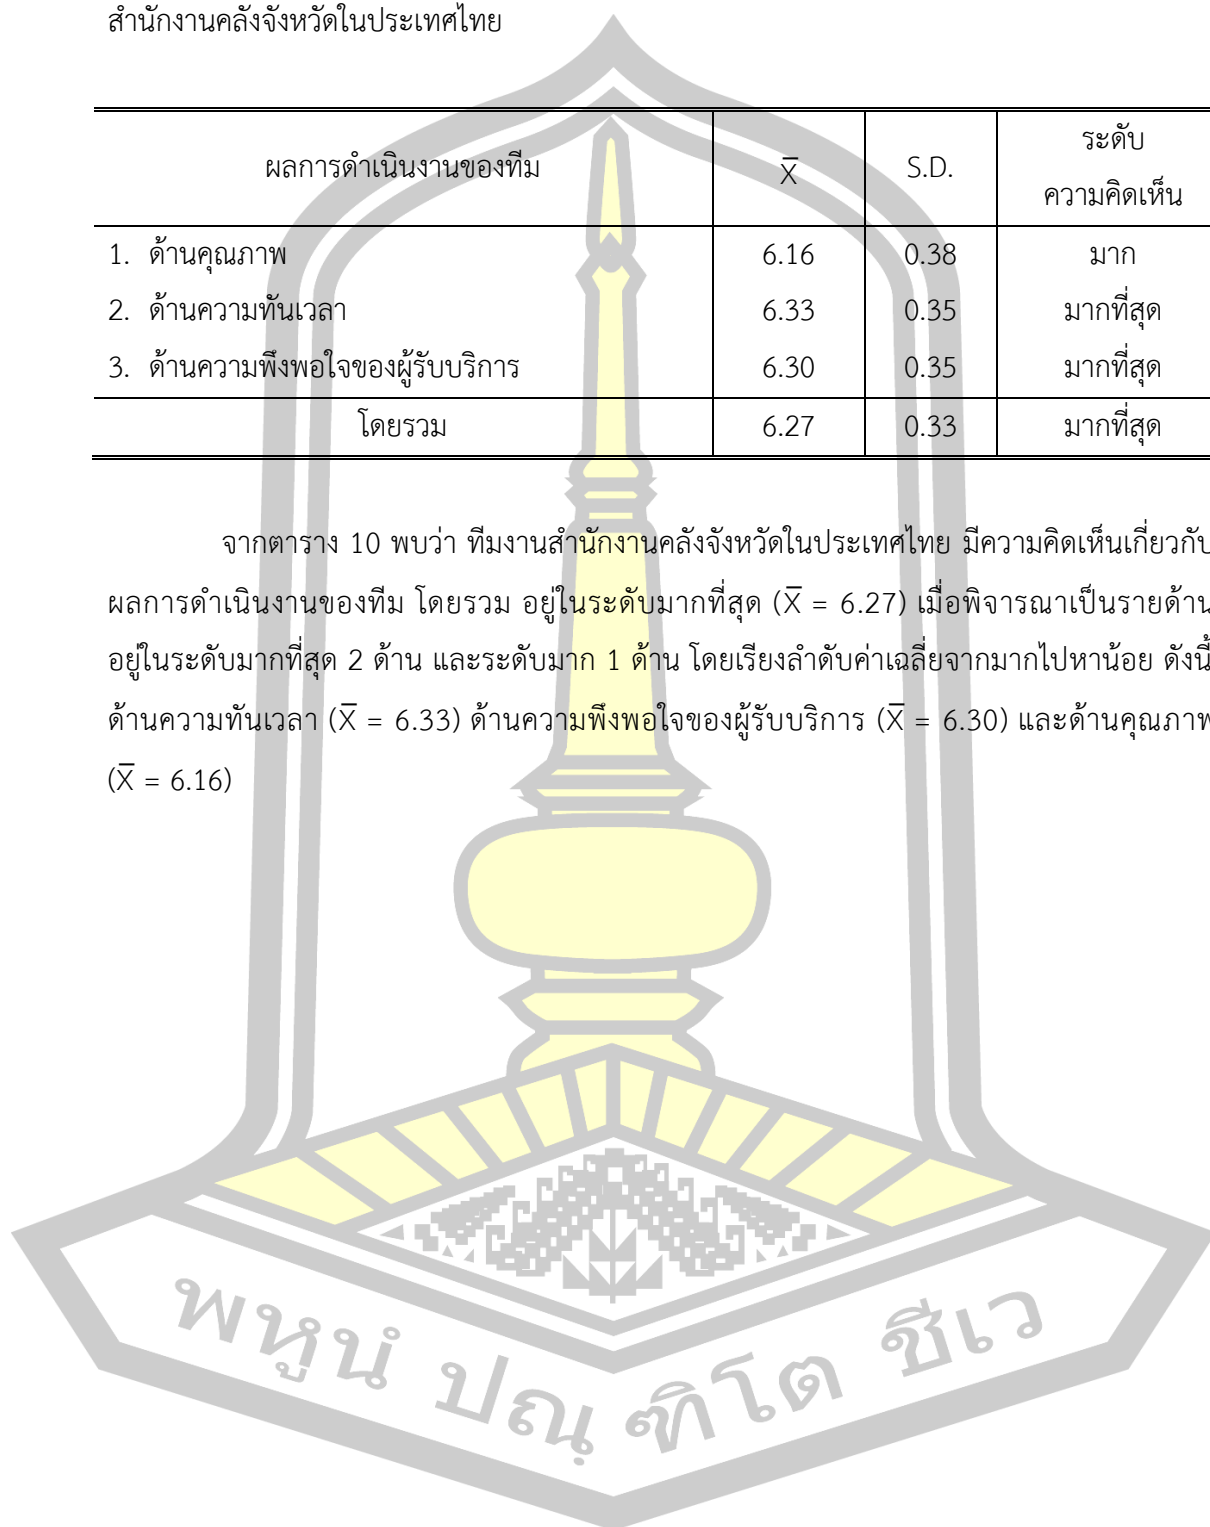 สำนักงานคลังจังหวัดในประเทศไทย
ผลการดำเนินงานของทีม X̅ S.D. ระดับ
ความคิดเห็น
1. ด้านคุณภาพ 6.16 0.38 มาก
2. ด้านความทันเวลา 6.33 0.35 มากที่สุด
3. ด้านความพึงพอใจของผู้รับบริการ 6.30 0.35 มากที่สุด
โดยรวม 6.27 0.33 มากที่สุด
จากตาราง 10 พบว่า ทีมงานสำนักงานคลังจังหวัดในประเทศไทย มีความคิดเห็นเกี่ยวกับ
ผลการดำเนินงานของทีม โดยรวม อยู่ในระดับมากที่สุด (X̅ = 6.27) เมื่อพิจารณาเป็นรายด้าน
อยู่ในระดับมากที่สุด 2 ด้าน และระดับมาก 1 ด้าน โดยเรียงลำดับค่าเฉลี่ยจากมากไปหาน้อย ดังนี้
ด้านความทันเวลา (X̅ = 6.33) ด้านความพึงพอใจของผู้รับบริการ (X̅ = 6.30) และด้านคุณภาพ
(X̅ = 6.16)
พหูนํ ปณฺฑิโต ชีเว